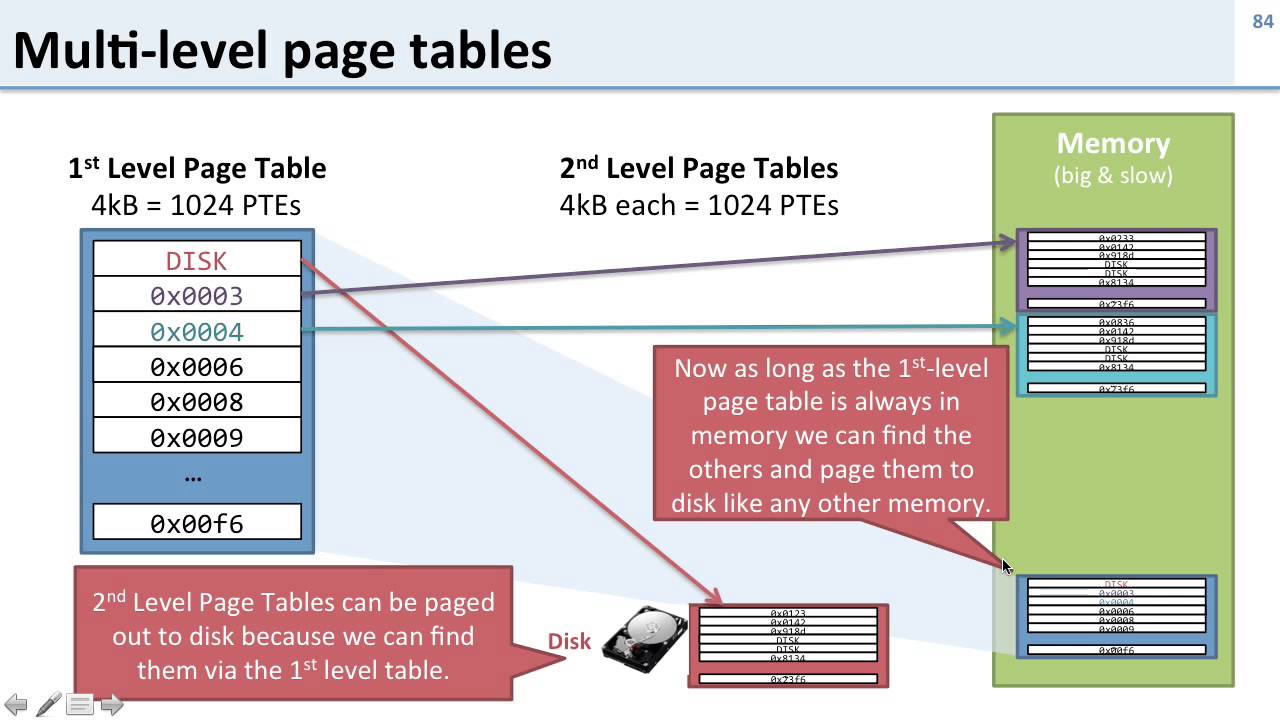 84
Multi-level page tables
1st Level Page Table
4kB = 1024 PTEs
DISK
0x0003
0x0004
0x0006
0x0008
0x0009
…
0x00f6
2nd Level Page Tables
4kB each = 1024 PTEs
Memory
(big & slow)
0x0233
0x0142
0x918d
DISK
DISK
0x8134
0x23f6
0x0836
0x0142
0x918d
DISK
DISK
0x8134
0x73f6
Now as long as the 1st-level
page table is always in
memory we can find the
others and page them to
disk like any other memory.
DISK
0x0003
0x0004
0x0006
0x0008
0x0009
0x00f6
2nd Level Page Tables can be paged
out to disk because we can find
them via the 1st level table.
Disk
0x0123
0x0142
0x918d
DISK
DISK
0x8134
0x23f6